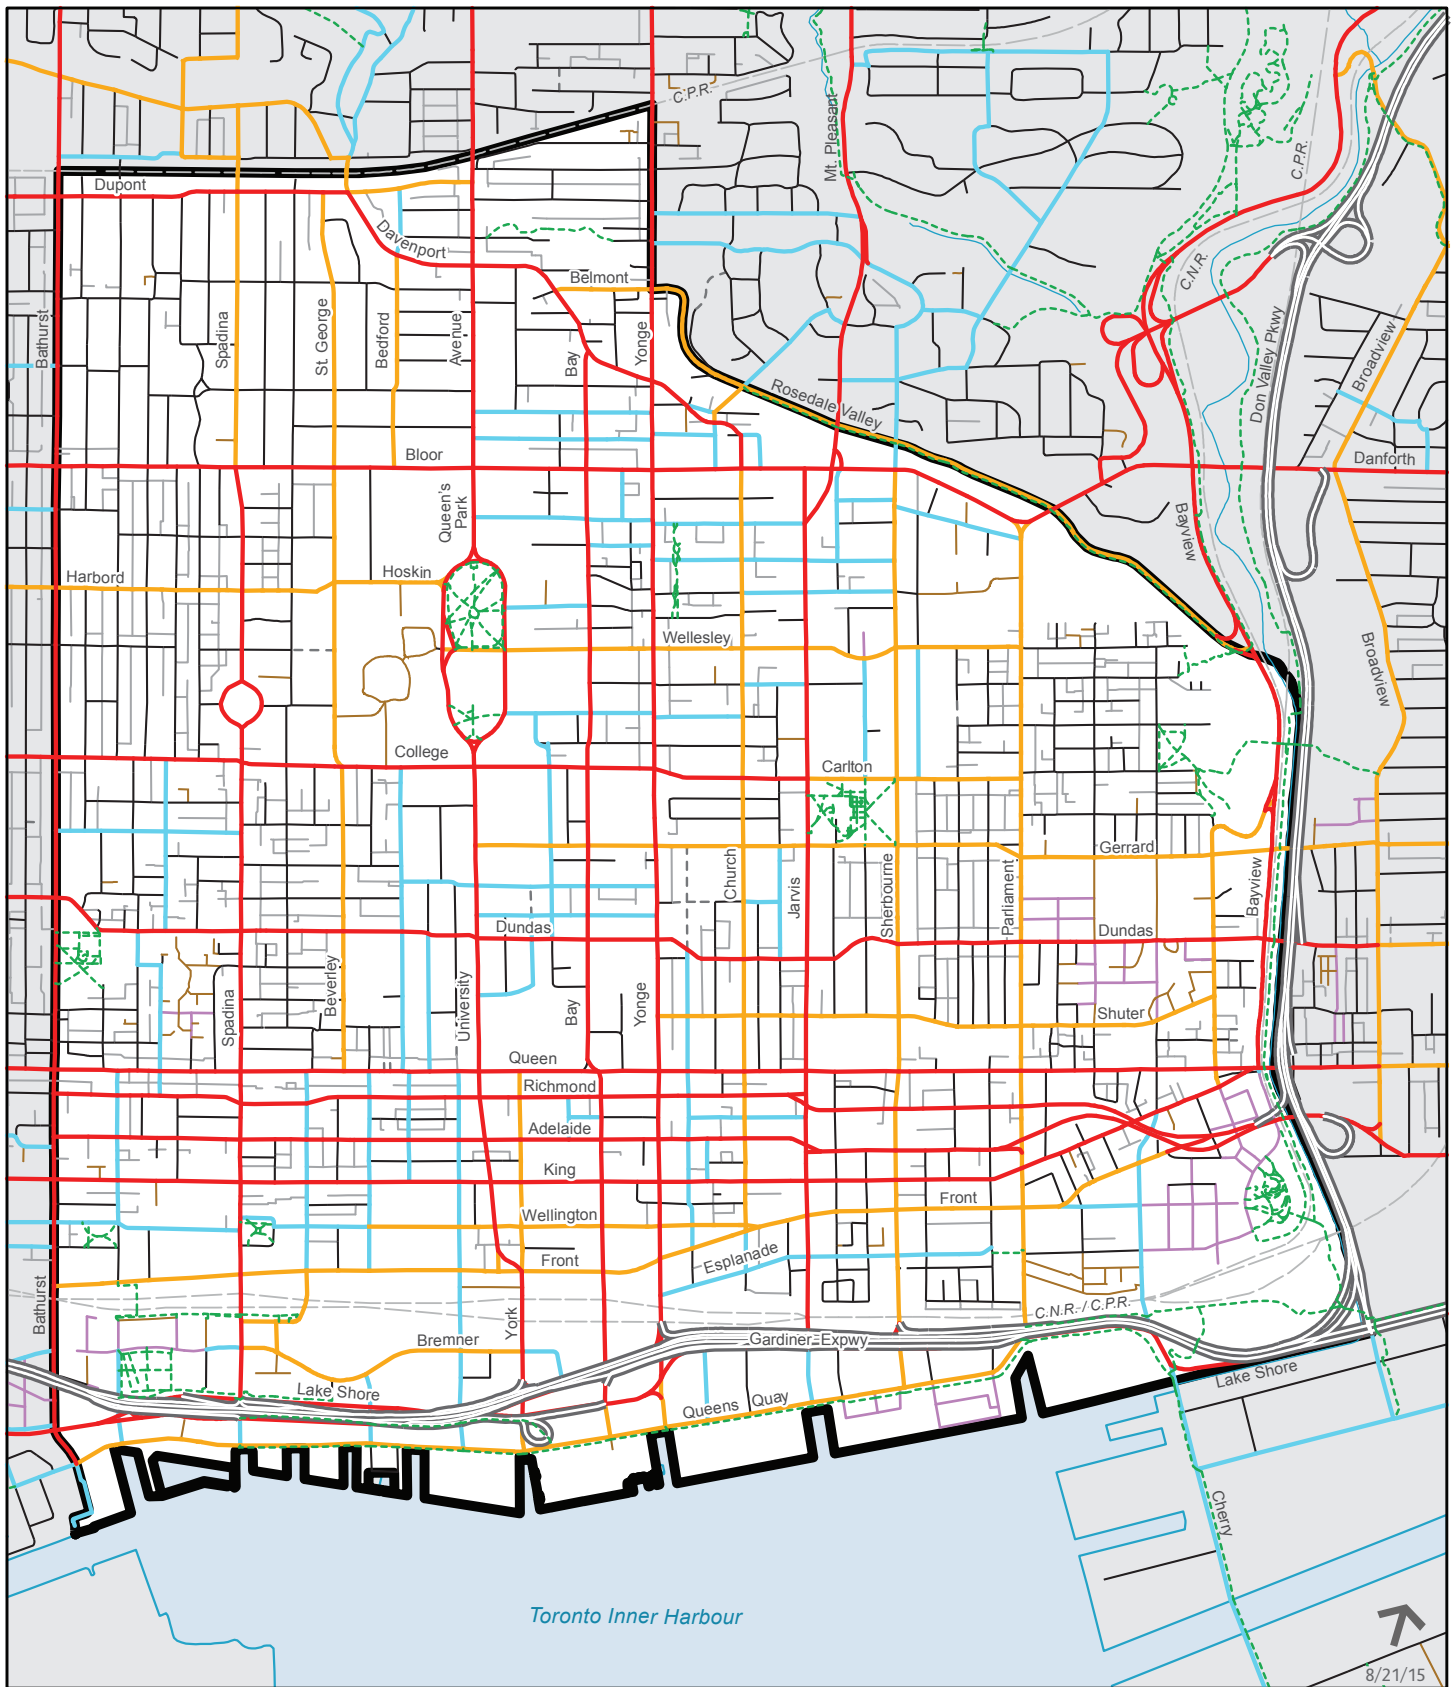 C.P.R.
Mt. Pleasant
C.P.R.
Dupont
Davenport
C.N.R.
Belmont
Bathurst
Spadina
St. George
Bedford
Avenue
Bay
Yonge
Don Valley Pkwy
Broadview
Rosedale Valley
Bloor
Danforth
Queen's
Park
Bayview
Harbord
Hoskin
Wellesley
Broadview
College
Carlton
Gerrard
Church
Jarvis
Sherbourne
Parliament
Bayview
Dundas
Dundas
Spadina
Beverley
University
Bay
Yonge
Shuter
Queen
Richmond
Adelaide
King
Front
Wellington
Front
Esplanade
Bathurst
York
C.N.R. / C.P.R.
Bremner
Gardiner Expwy
Lake Shore
Lake Shore
Queens Quay
Cherry
Toronto Inner Harbour
8/21/15